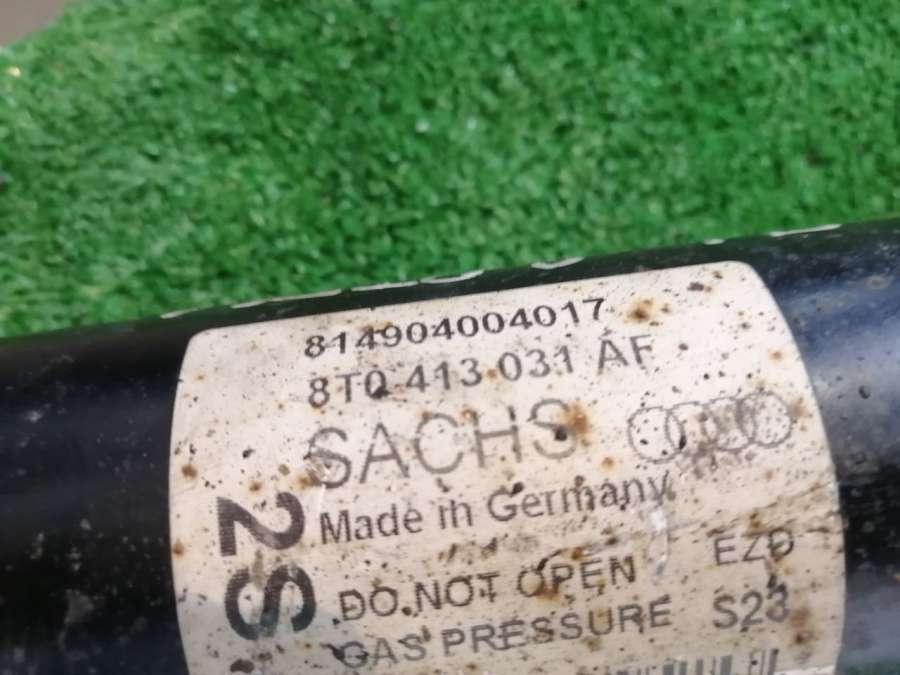 814904004017
8T0 413 031 AF
SACHS
Made in Germany
DO NOT OPEN EZD
GAS PRESSURE S23
2S